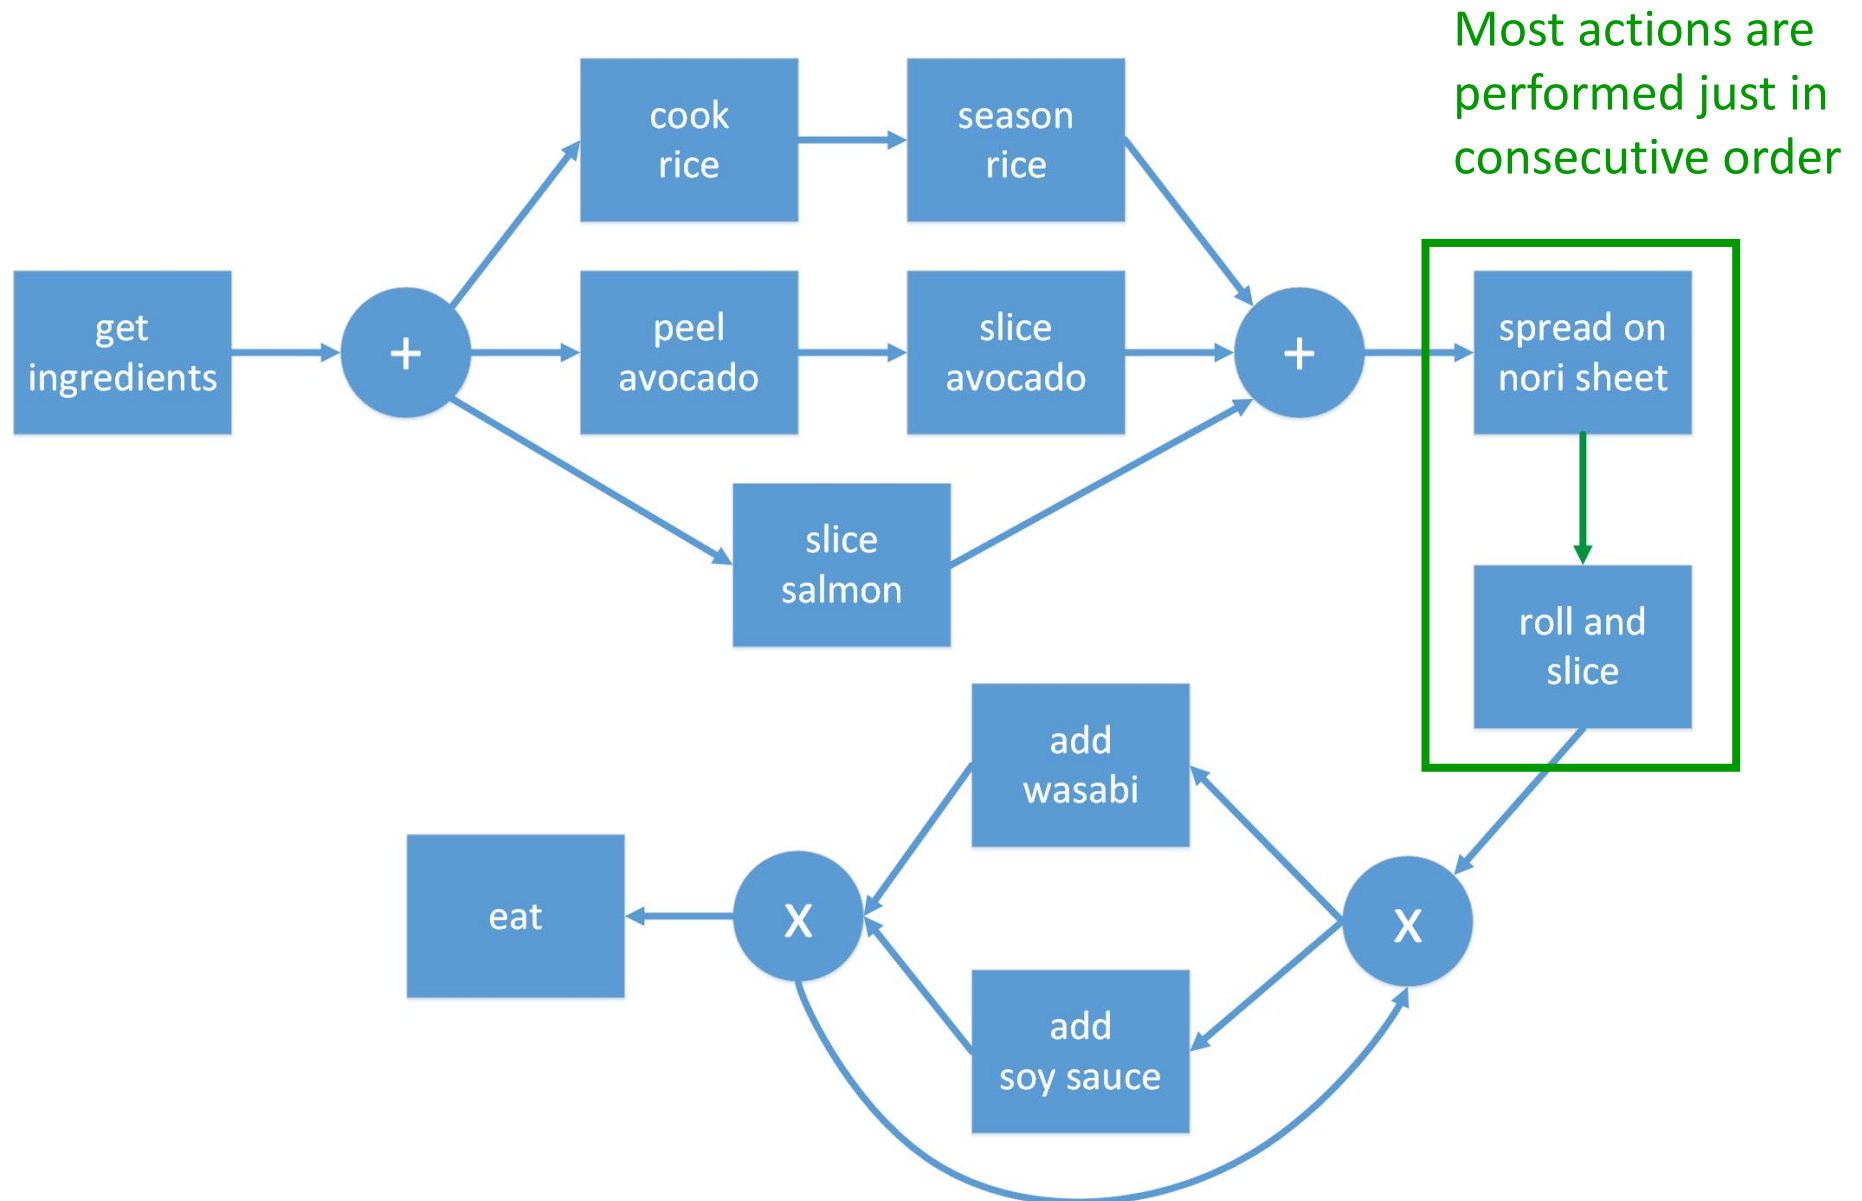 Most actions are
performed just in
consecutive order
cook
rice
season
rice
get
ingredients
+
peel
avocado
slice
avocado
+
spread on
nori sheet
slice
salmon
roll and
slice
add
wasabi
eat
X
X
add
soy sauce